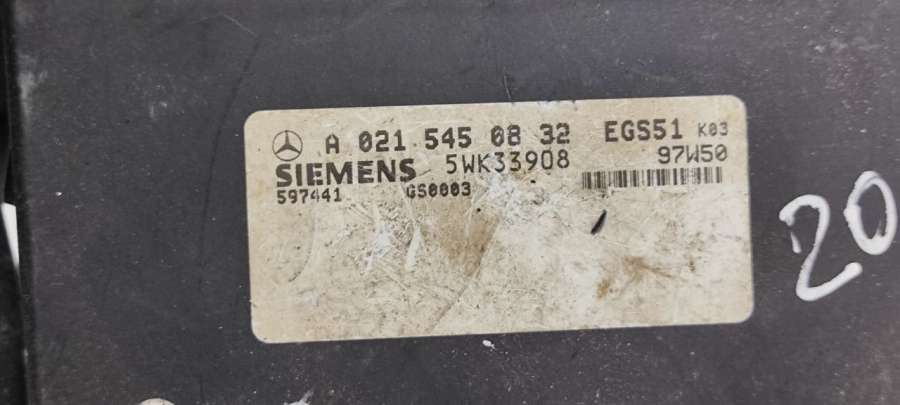 A 021 545 08 32 EGS51 K03
SIEMENS 5WK33908 97W50
597441 GS0003
20